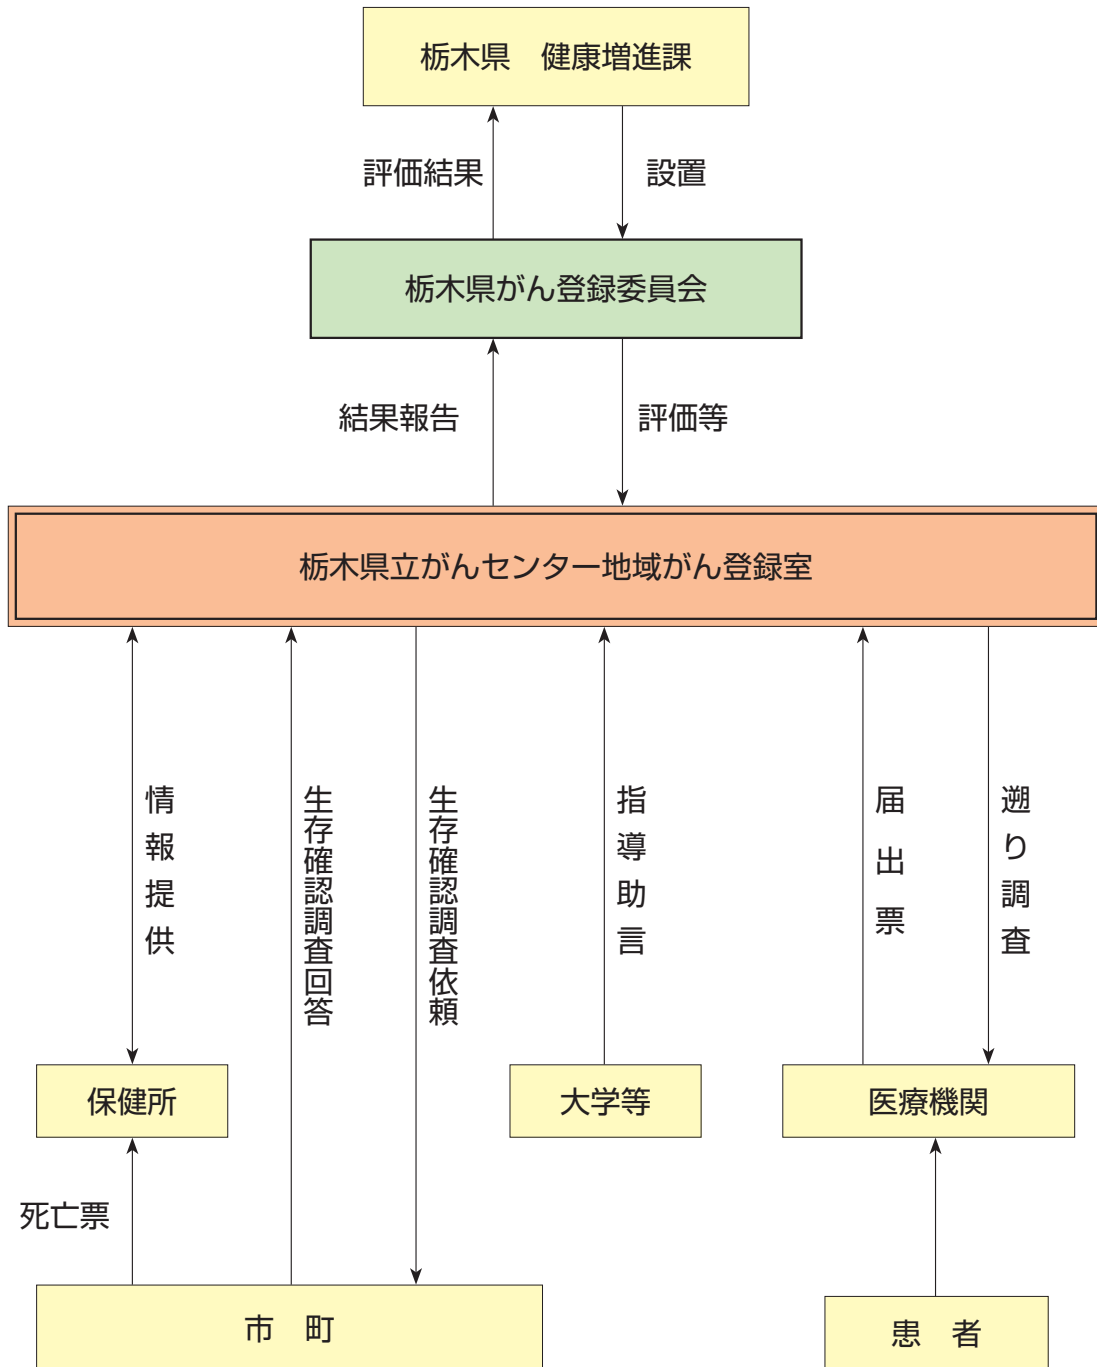 栃木県　健康増進課
評価結果
設置
栃木県がん登録委員会
結果報告
評価等
栃木県立がんセンター地域がん登録室
情報提供
生存確認調査回答
生存確認調査依頼
指導助言
届出票
遡り調査
保健所
大学等
医療機関
死亡票
市　町
患　者